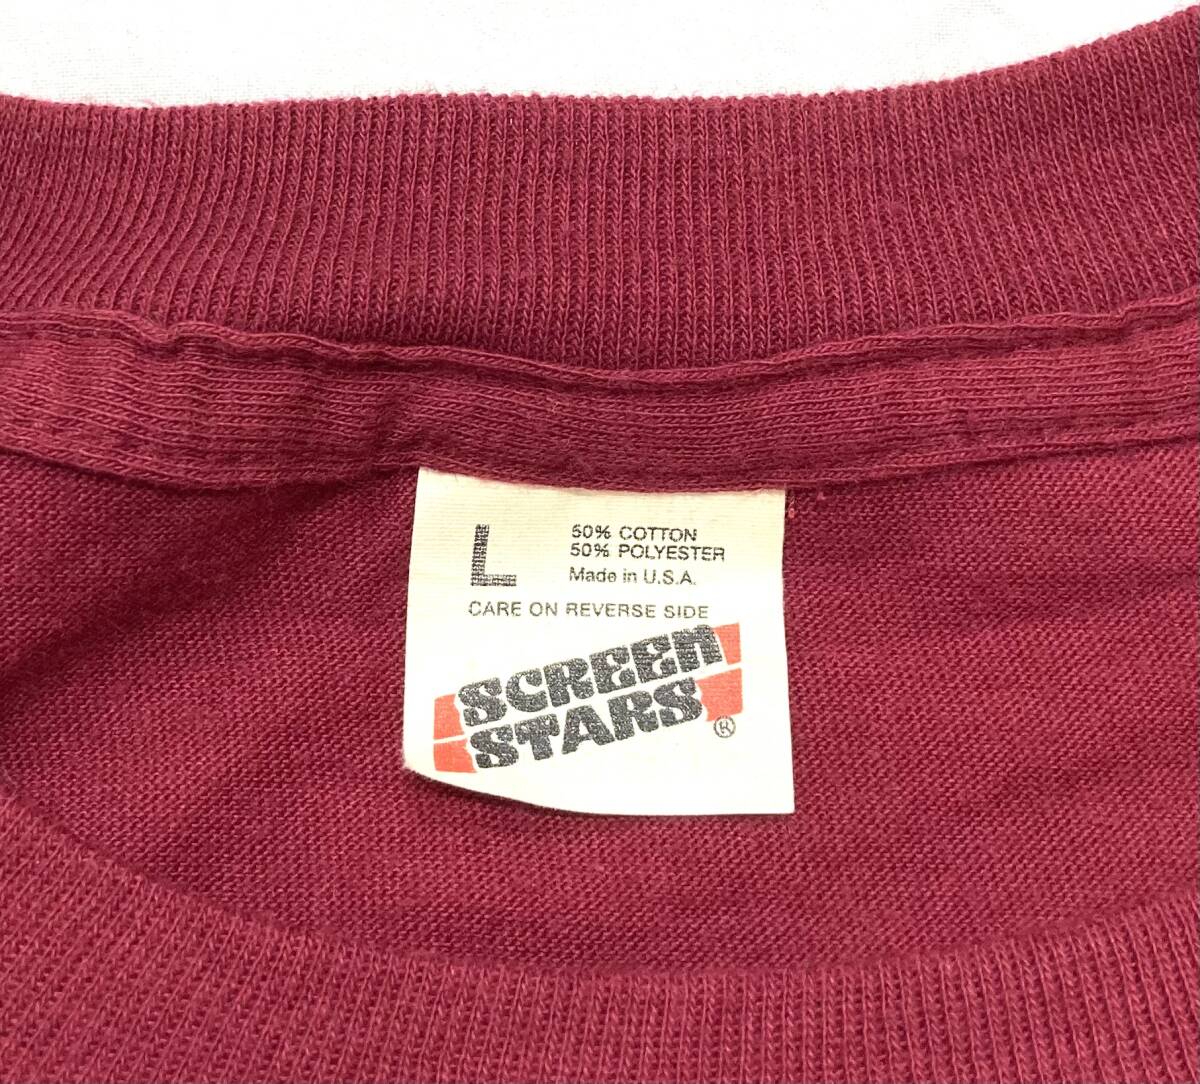 L
50% COTTON
50% POLYESTER
Made in U.S.A.
CARE ON REVERSE SIDE
SCREEN
STARS
®